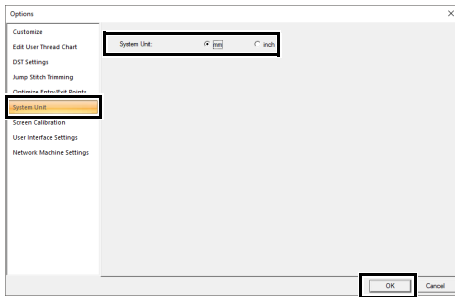 Options
Customize
Edit User Thread Chart
DST Settings
Jump Stitch Trimming
Optimize Entry/Exit Points
System Unit
Screen Calibration
User Interface Settings
Network Machine Settings
System Unit: mm inch
OK Cancel